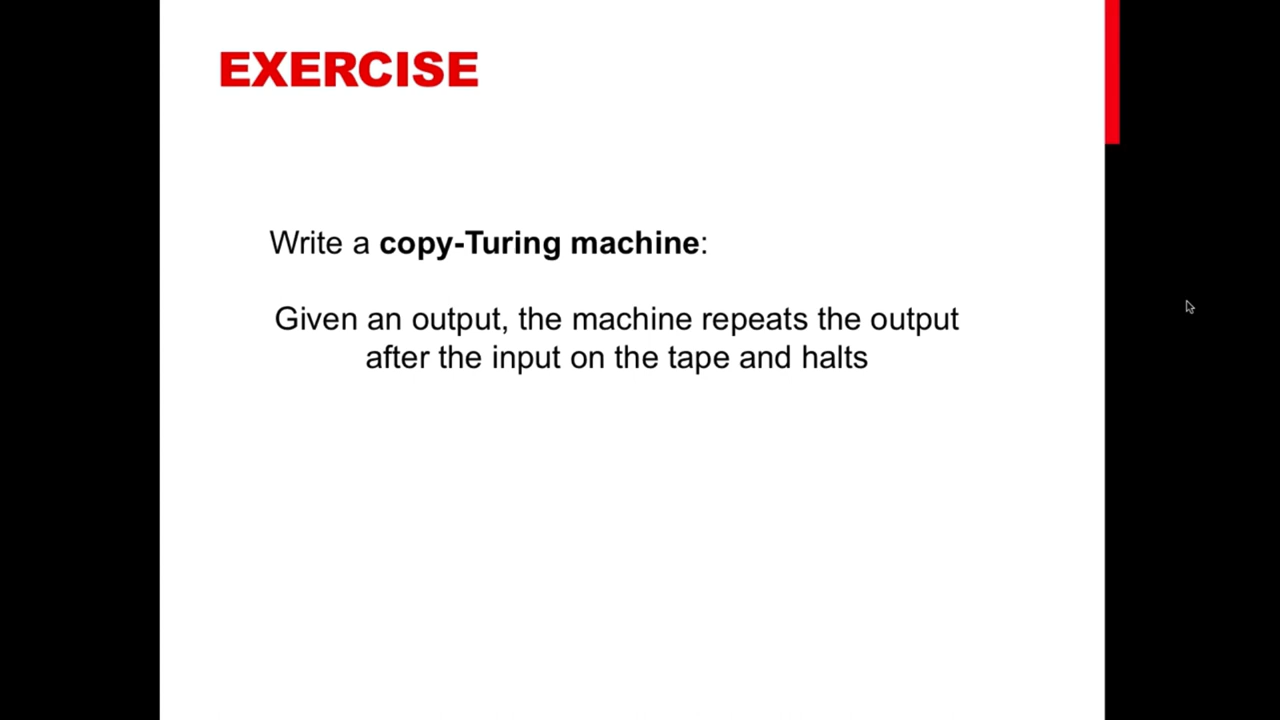 EXERCISE
Write a copy-Turing machine:
Given an output, the machine repeats the output
after the input on the tape and halts